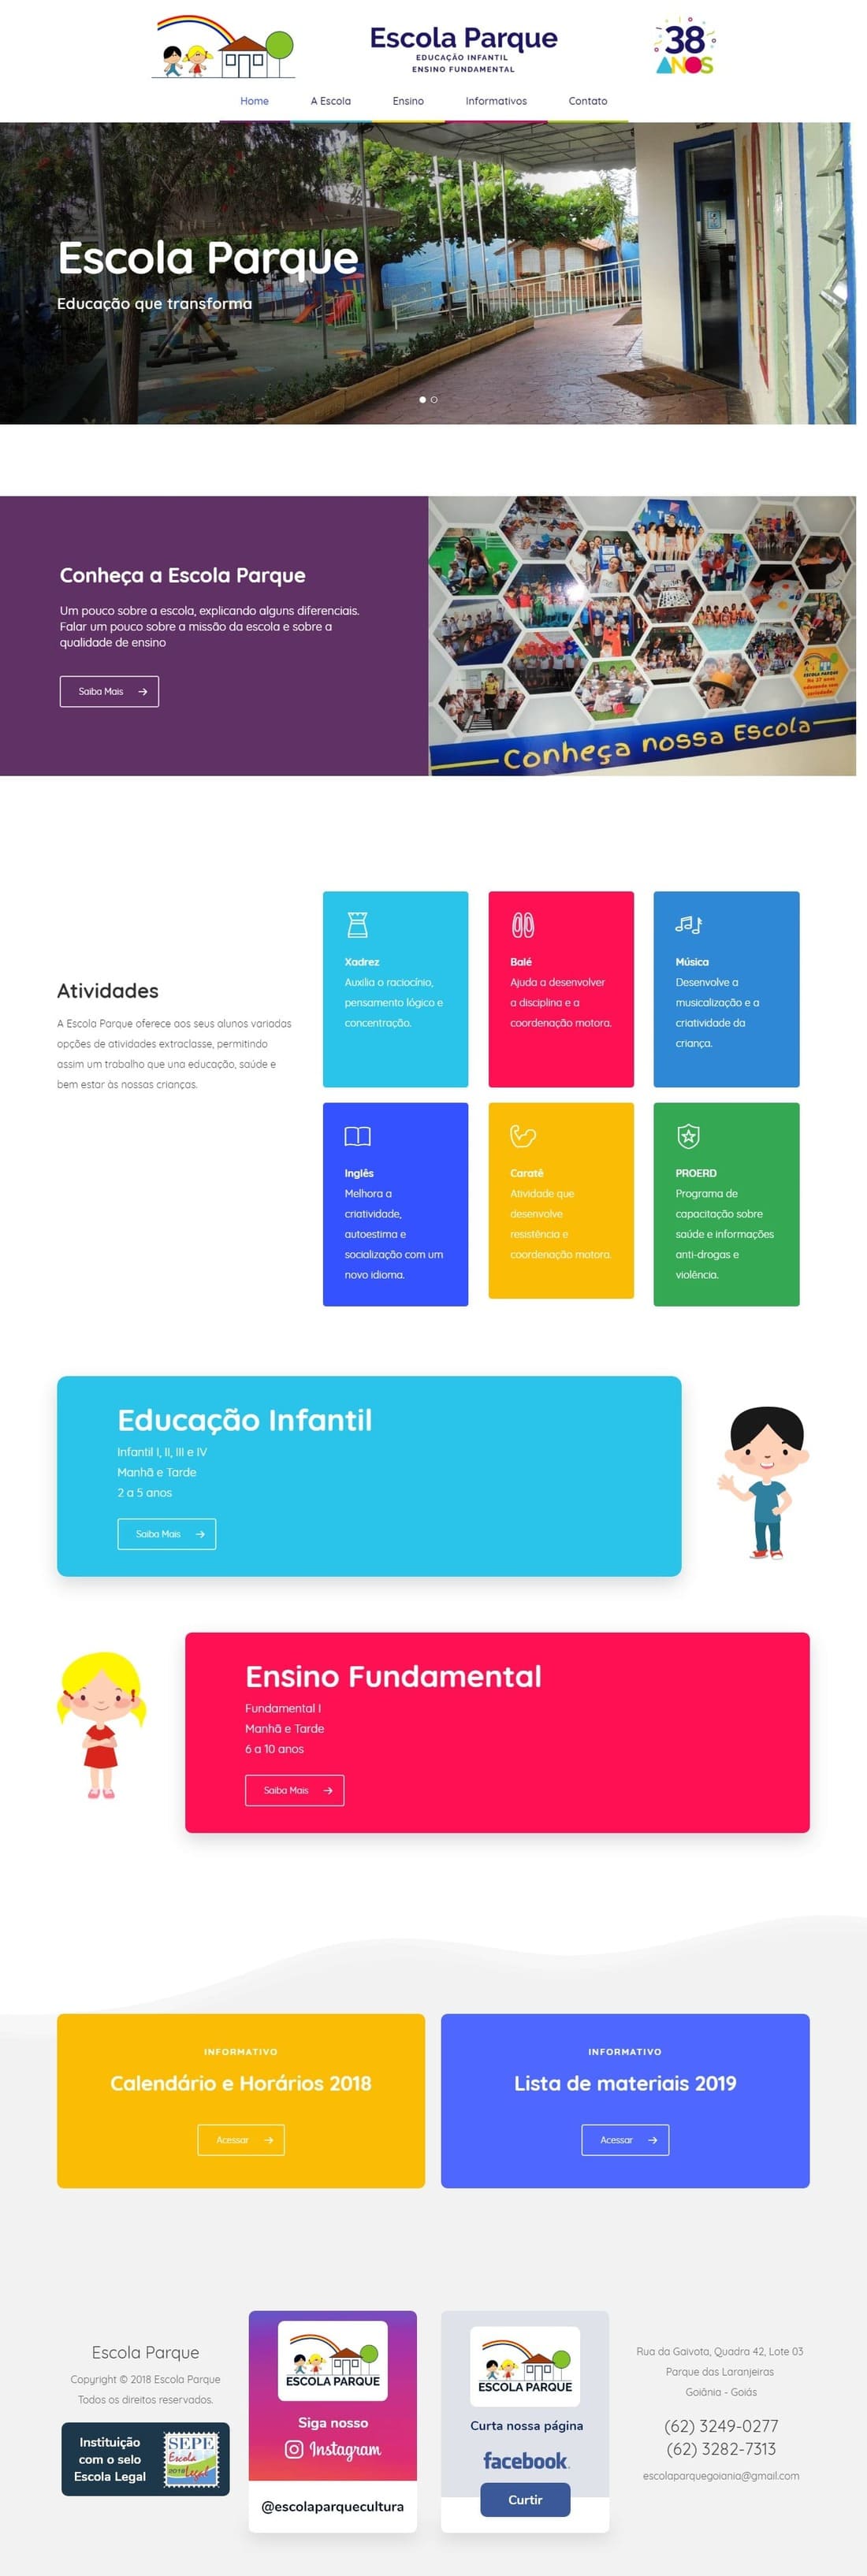 Escola Parque
EDUCAÇÃO INFANTIL
ENSINO FUNDAMENTAL
38
ANOS
Home
A Escola
Ensino
Informativos
Contato
Escola Parque
Educação que transforma
Conheça a Escola Parque
Um pouco sobre a escola, explicando alguns diferenciais.
Falar um pouco sobre a missão da escola e sobre a
qualidade de ensino
Saiba Mais
ESCOLA PARQUE
Conheça nossa Escola
Atividades
A Escola Parque oferece aos seus alunos variadas
opções de atividades extraclasse, permitindo
assim um trabalho que una educação, saúde e
bem estar às nossas crianças.
Xadrez
Auxilia o raciocínio,
pensamento lógico e
concentração.
Balé
Ajuda a desenvolver
a disciplina e a
coordenação motora.
Música
Desenvolve a
musicalização e a
criatividade da
criança.
Inglês
Melhora a
criatividade,
autoestima e
socialização com um
novo idioma.
Caratê
Atividade que
desenvolve
resistência e
coordenação motora.
PROERD
Programa de
capacitação sobre
saúde e informações
anti-drogas e
violência.
Educação Infantil
Infantil I, II, III e IV
Manhã e Tarde
2 a 5 anos
Saiba Mais
Ensino Fundamental
Fundamental I
Manhã e Tarde
6 a 10 anos
Saiba Mais
INFORMATIVO
Calendário e Horários 2018
Acessar
INFORMATIVO
Lista de materiais 2019
Acessar
Escola Parque
Copyright © 2018 Escola Parque
Todos os direitos reservados.
Instituição
com o selo
Escola Legal
SEPE
Escola
2018 Legal
ESCOLA PARQUE
Siga nosso
Instagram
@escolaparquecultura
ESCOLA PARQUE
Curta nossa página
facebook.
Curtir
Rua da Gaivota, Quadra 42, Lote 03
Parque das Laranjeiras
Goiânia - Goiás
(62) 3249-0277
(62) 3282-7313
escolaparquegoiania@gmail.com